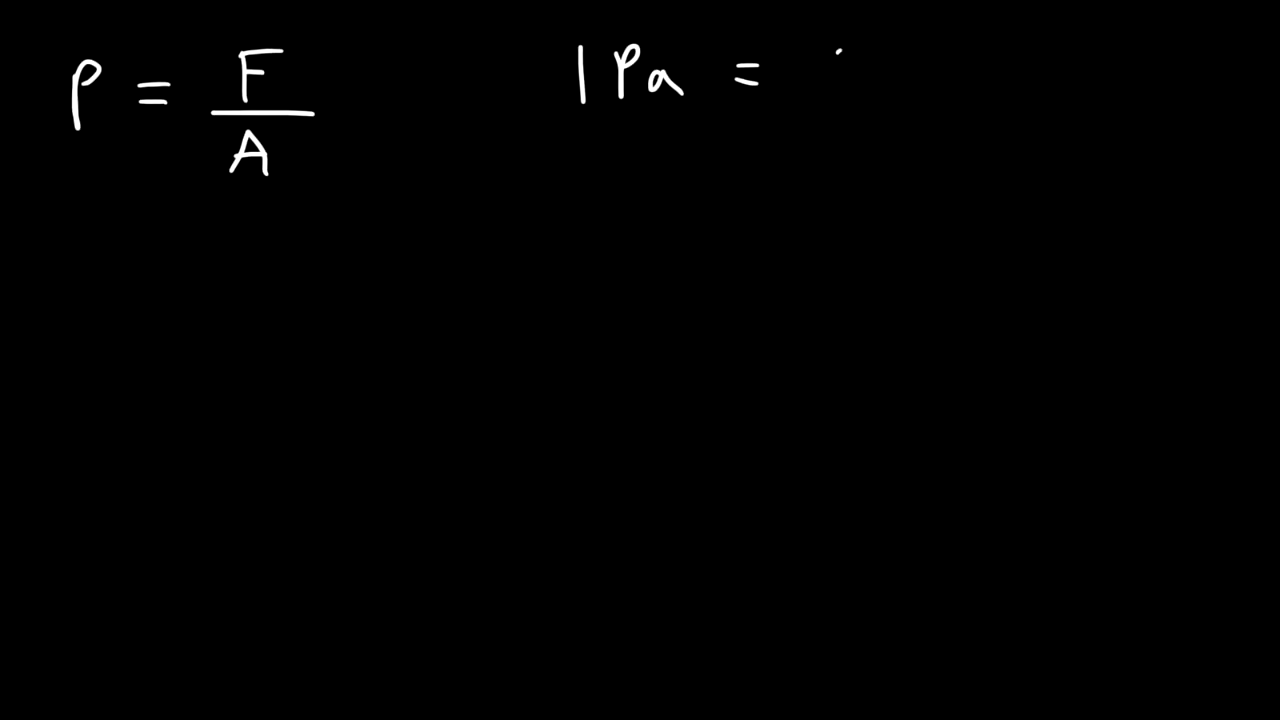 P = F/A
1 Pa =